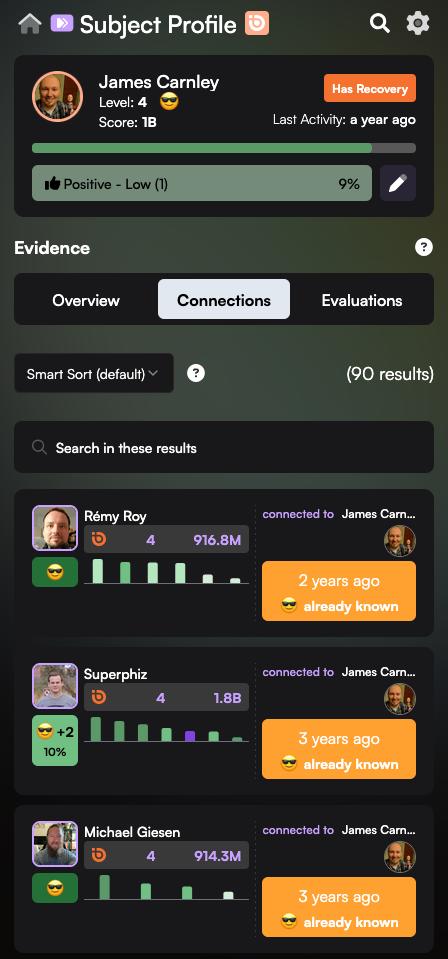 Subject Profile
James Carnley
Has Recovery
Level: 4 😎
Score: 1B
Last Activity: a year ago
Positive - Low (1)
9%
Evidence
?
Overview
Connections
Evaluations
Smart Sort (default)
?
(90 results)
Search in these results
Rémy Roy
4 916.8M
😎
connected to James Carn...
2 years ago
😎 already known
Superphiz
4 1.8B
😎 +2
10%
connected to James Carn...
3 years ago
😎 already known
Michael Giesen
4 914.3M
😎
connected to James Carn...
3 years ago
😎 already known